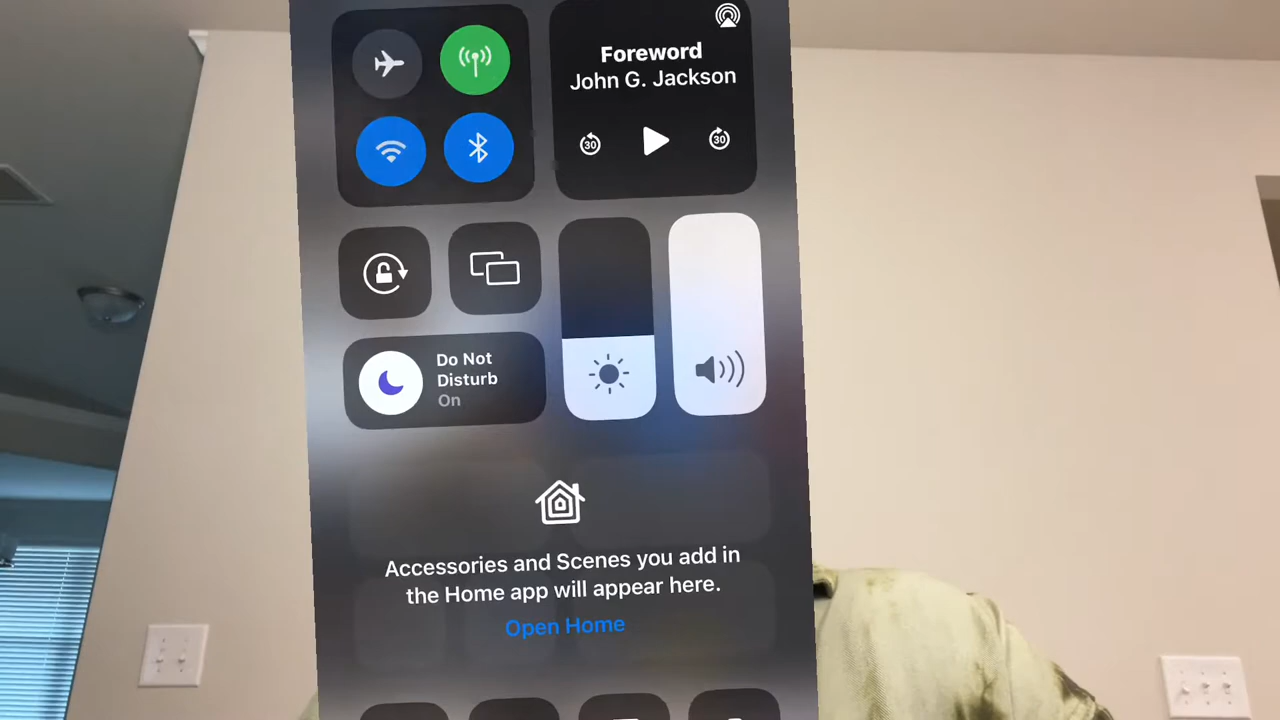 Foreword
John G. Jackson
30
30
Do Not
Disturb
On
Accessories and Scenes you add in
the Home app will appear here.
Open Home